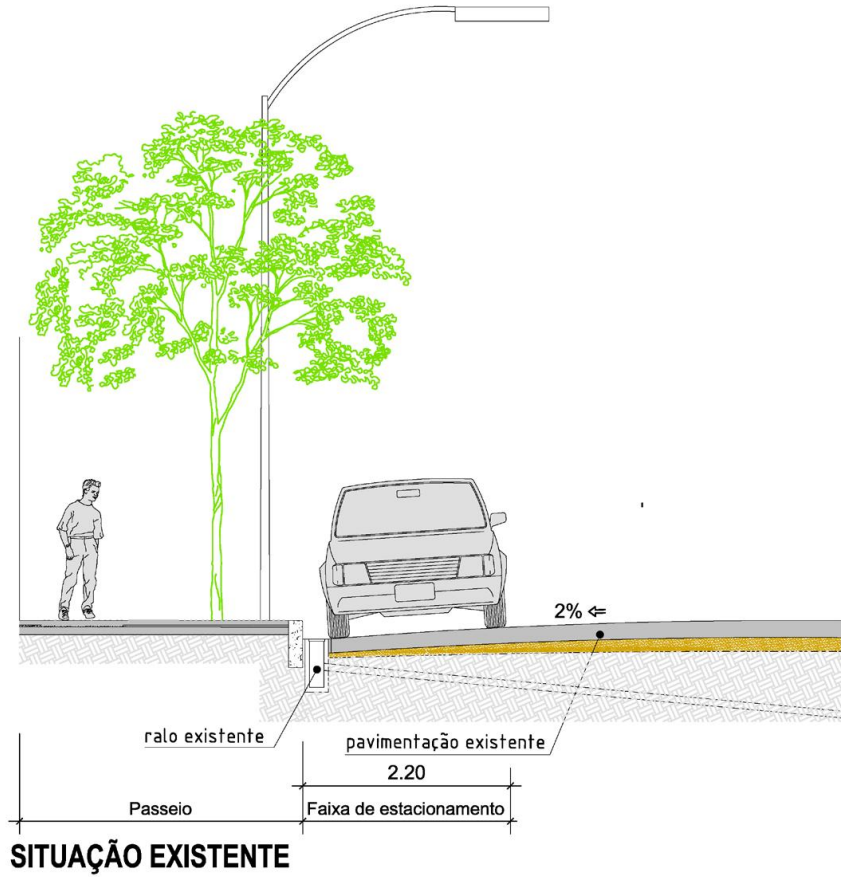 2% ⇐
ralo existente
pavimentação existente
2.20
Passeio
Faixa de estacionamento
SITUAÇÃO EXISTENTE